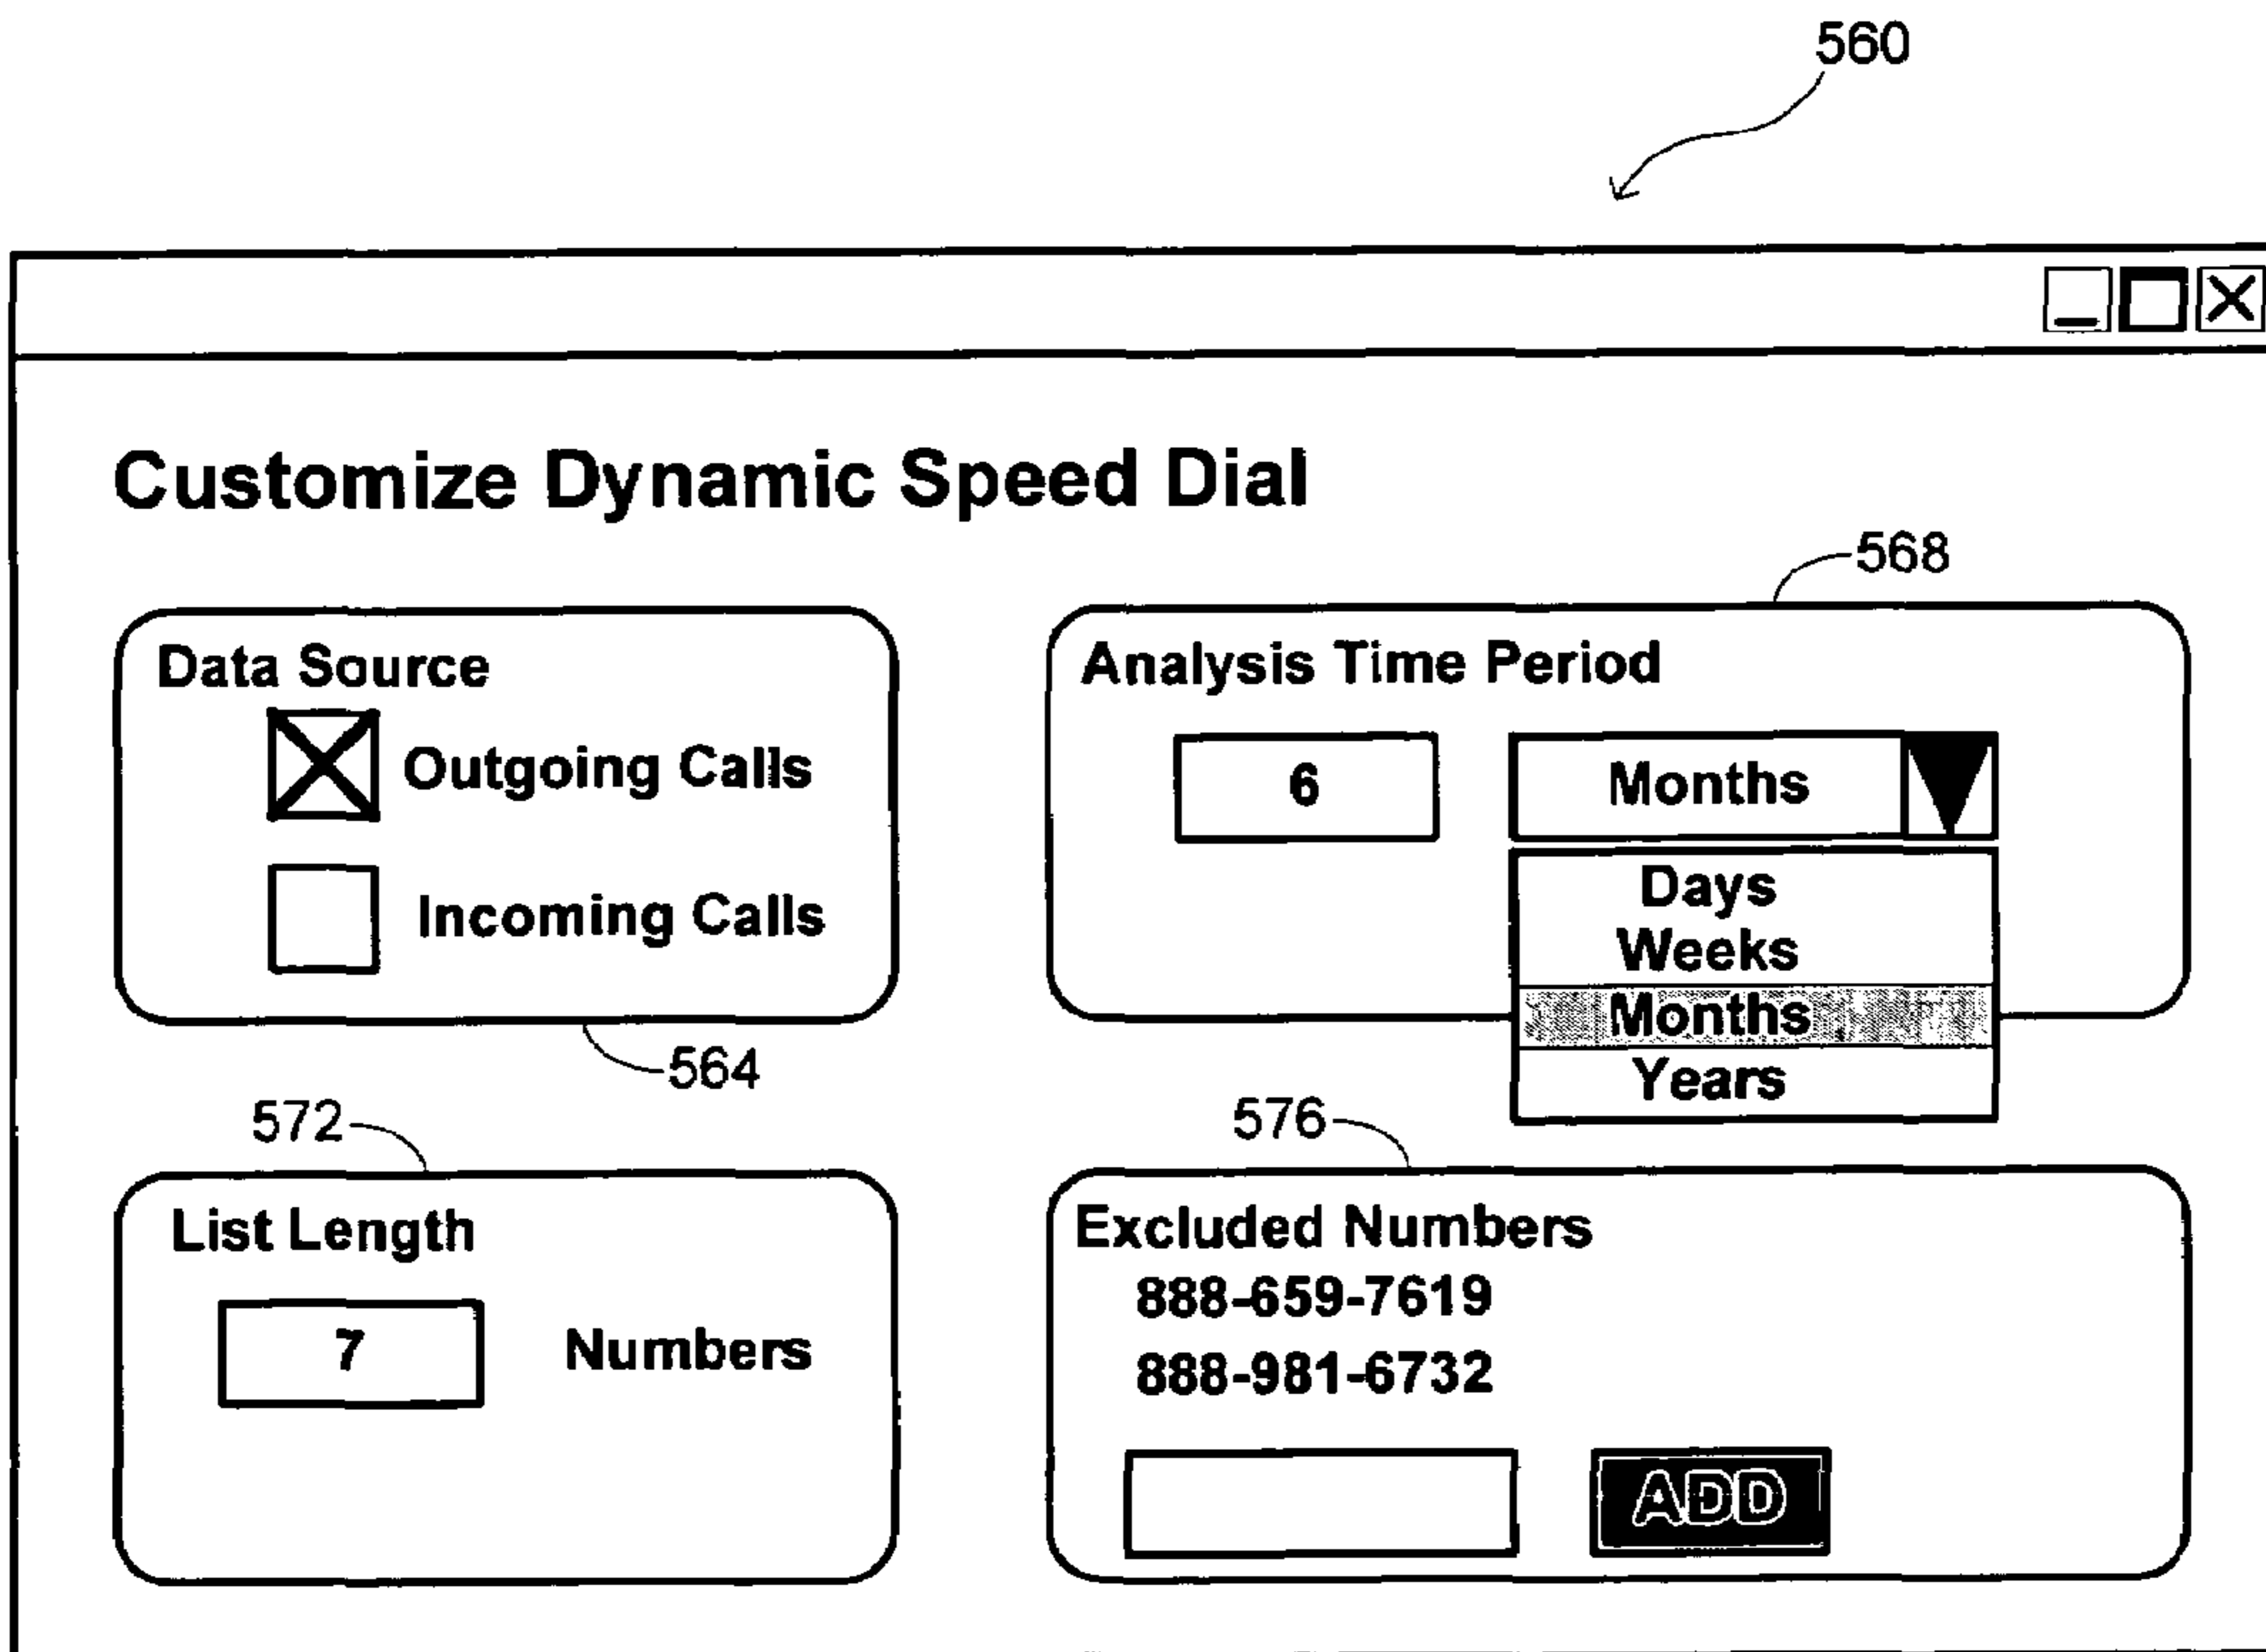 560
Customize Dynamic Speed Dial
568
Data Source
Outgoing Calls
Incoming Calls
564
Analysis Time Period
6 Months
Days
Weeks
Months
Years
572
List Length
7 Numbers
576
Excluded Numbers
888-659-7619
888-981-6732
ADD